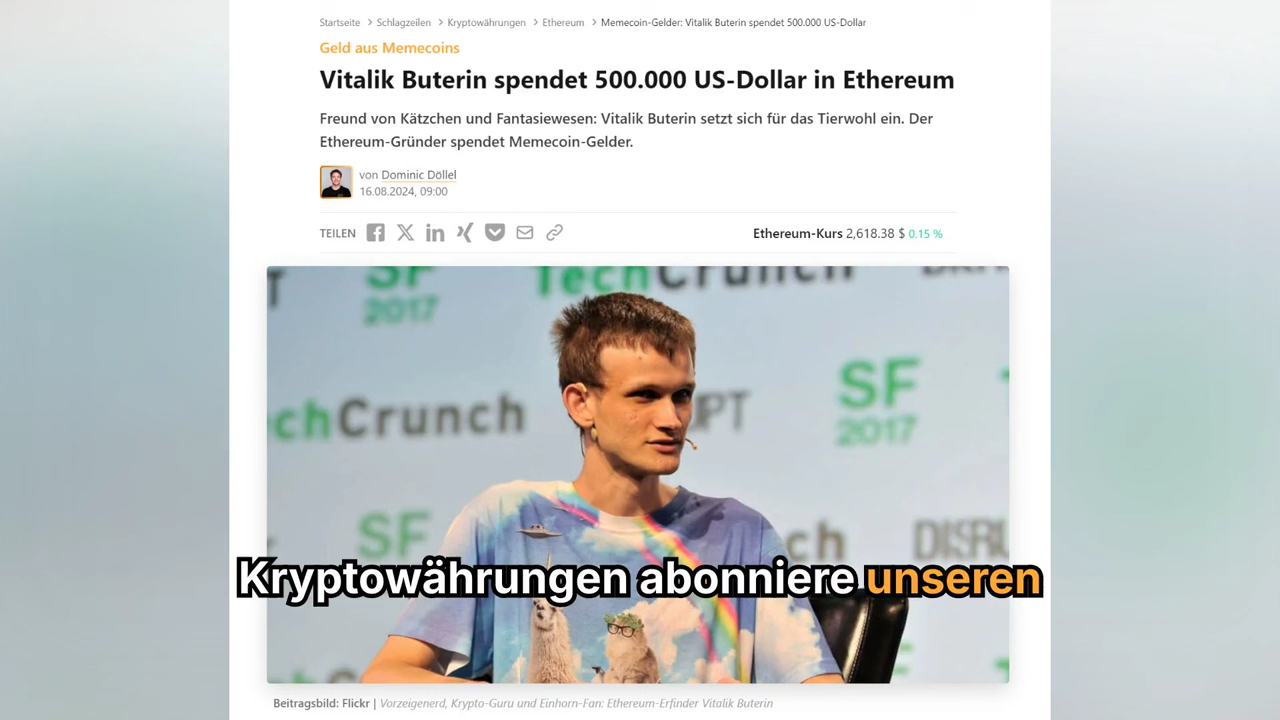 Startseite > Schlagzeilen > Kryptowährungen > Ethereum > Memecoin-Gelder: Vitalik Buterin spendet 500.000 US-Dollar
Geld aus Memecoins
Vitalik Buterin spendet 500.000 US-Dollar in Ethereum
Freund von Kätzchen und Fantasiewesen: Vitalik Buterin setzt sich für das Tierwohl ein. Der
Ethereum-Gründer spendet Memecoin-Gelder.
von Dominic Döllel
16.08.2024, 09:00
TEILEN
Ethereum-Kurs 2,618.38 $ 0.15 %
SF
2017
TechCrunch
TechCrunch
SF
2017
SF
Kryptowährungen abonniere unseren
Beitragsbild: Flickr | Vorzeigenerd, Krypto-Guru und Einhorn-Fan: Ethereum-Erfinder Vitalik Buterin